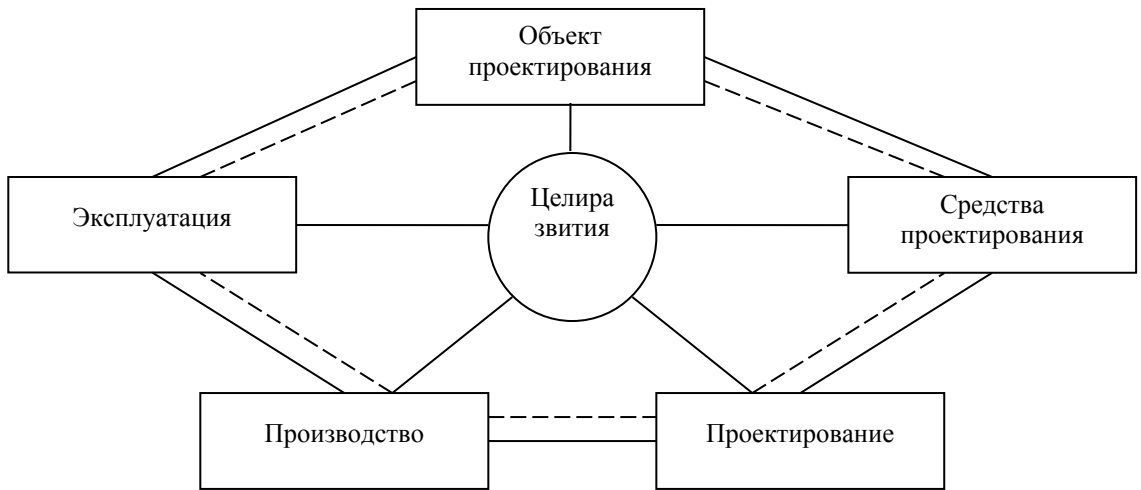 Объект
проектирования
Эксплуатация
Целира
звития
Средства
проектирования
Производство
Проектирование